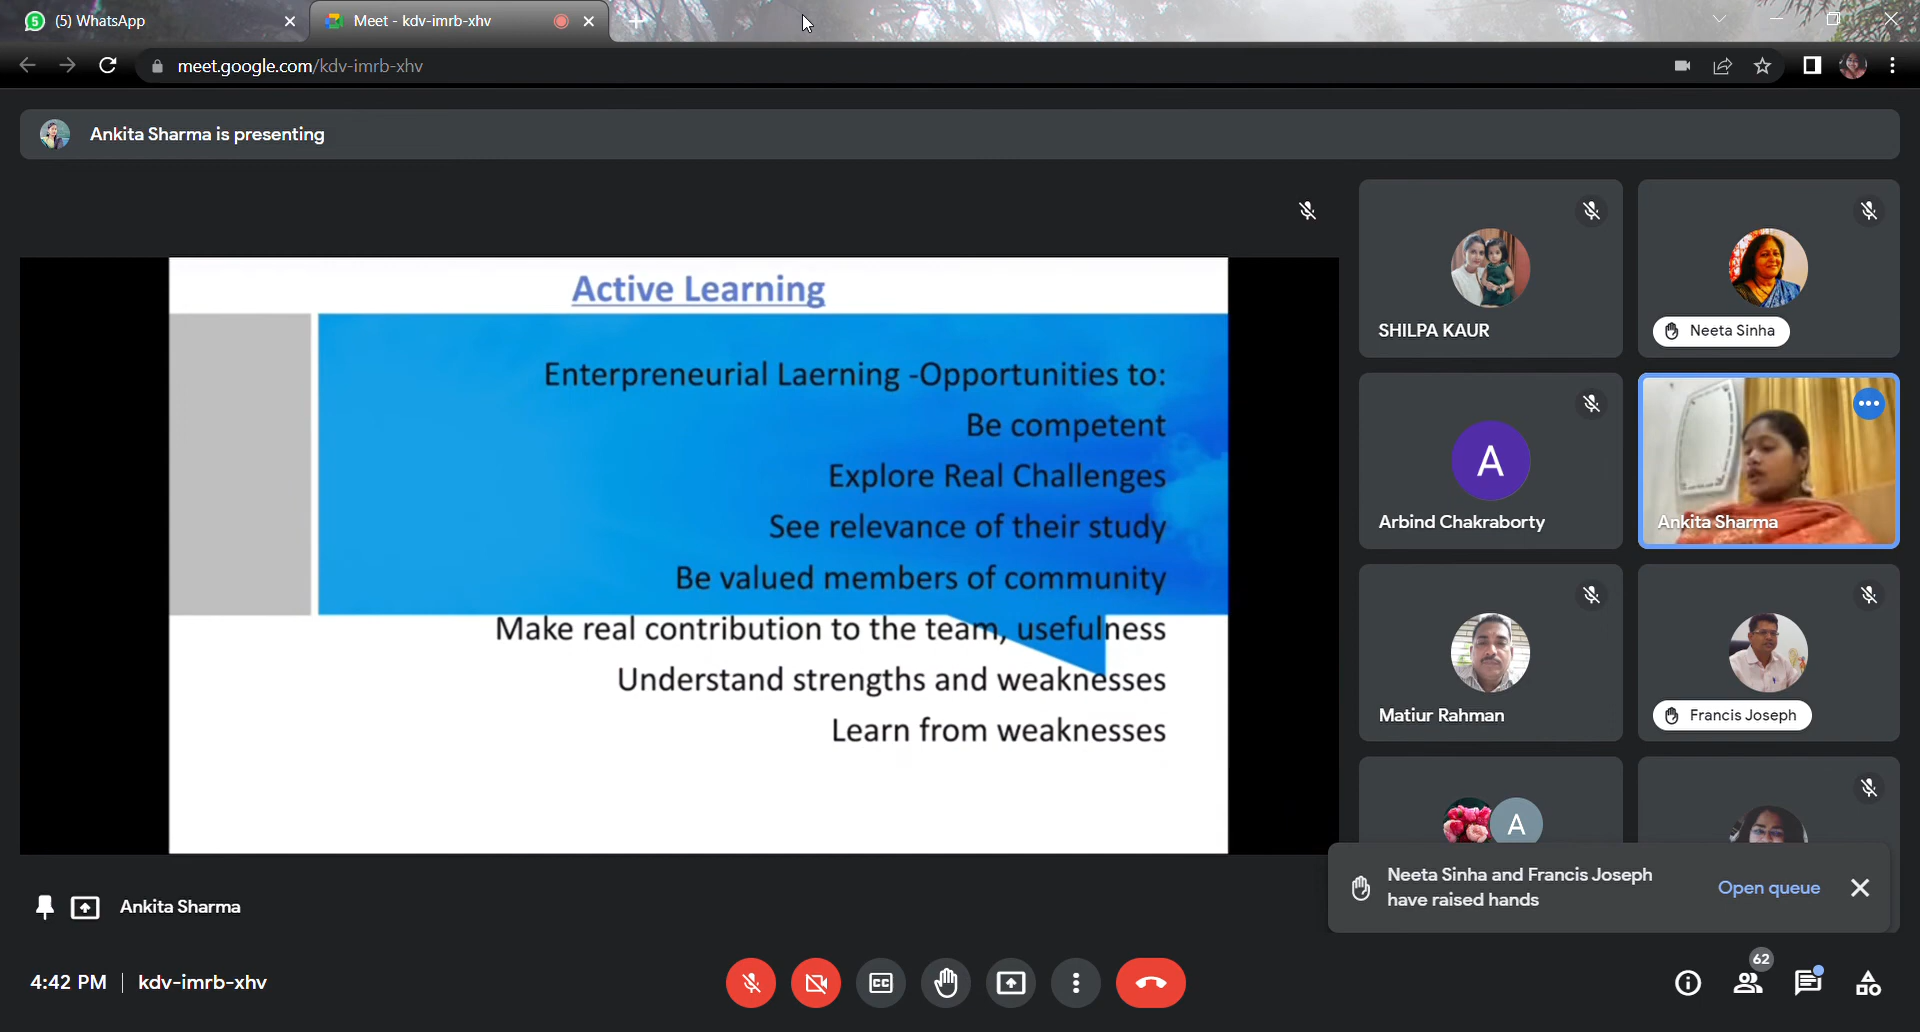 (5) WhatsApp
Meet - kdv-imrb-xhv
meet.google.com/kdv-imrb-xhv
Ankita Sharma is presenting
Active Learning
Enterpreneurial Laerning -Opportunities to:
Be competent
Explore Real Challenges
See relevance of their study
Be valued members of community
Make real contribution to the team, usefulness
Understand strengths and weaknesses
Learn from weaknesses
SHILPA KAUR
Neeta Sinha
A
Arbind Chakraborty
Ankita Sharma
Matiur Rahman
Francis Joseph
A
Neeta Sinha and Francis Joseph
have raised hands
Open queue
Ankita Sharma
4:42 PM | kdv-imrb-xhv
CC
62